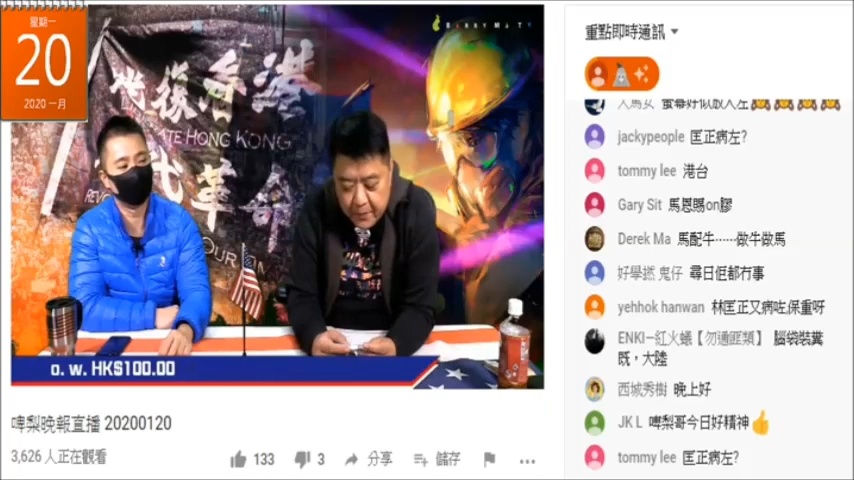 星期一
20
2020 一月
BARRYMA TV
光復香港
LIBERATE HONG KONG
時代革命
o. w. HK$100.00
啤梨晚報直播 20200120
3,626 人正在觀看
133
3
分享
儲存
重點即時通訊
jackypeople 匡正病左?
tommy lee 港台
Gary Sit 馬恩賜on膠
Derek Ma 馬配牛⋯⋯做牛做馬
好學撚 鬼仔 尋日佢都冇事
yehhok hanwan 林匡正又病咗,保重呀
ENKI—紅火蟻【勿通匪類】 腦袋裝糞
既，大陸
西城秀樹 晚上好
JK L 啤梨哥今日好精神👍
tommy lee 匡正病左?